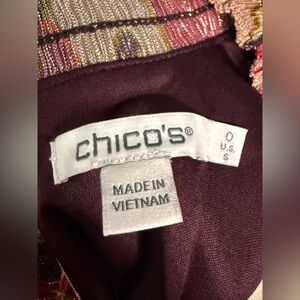 chico's®
0
U.S.
S
MADE IN
VIETNAM